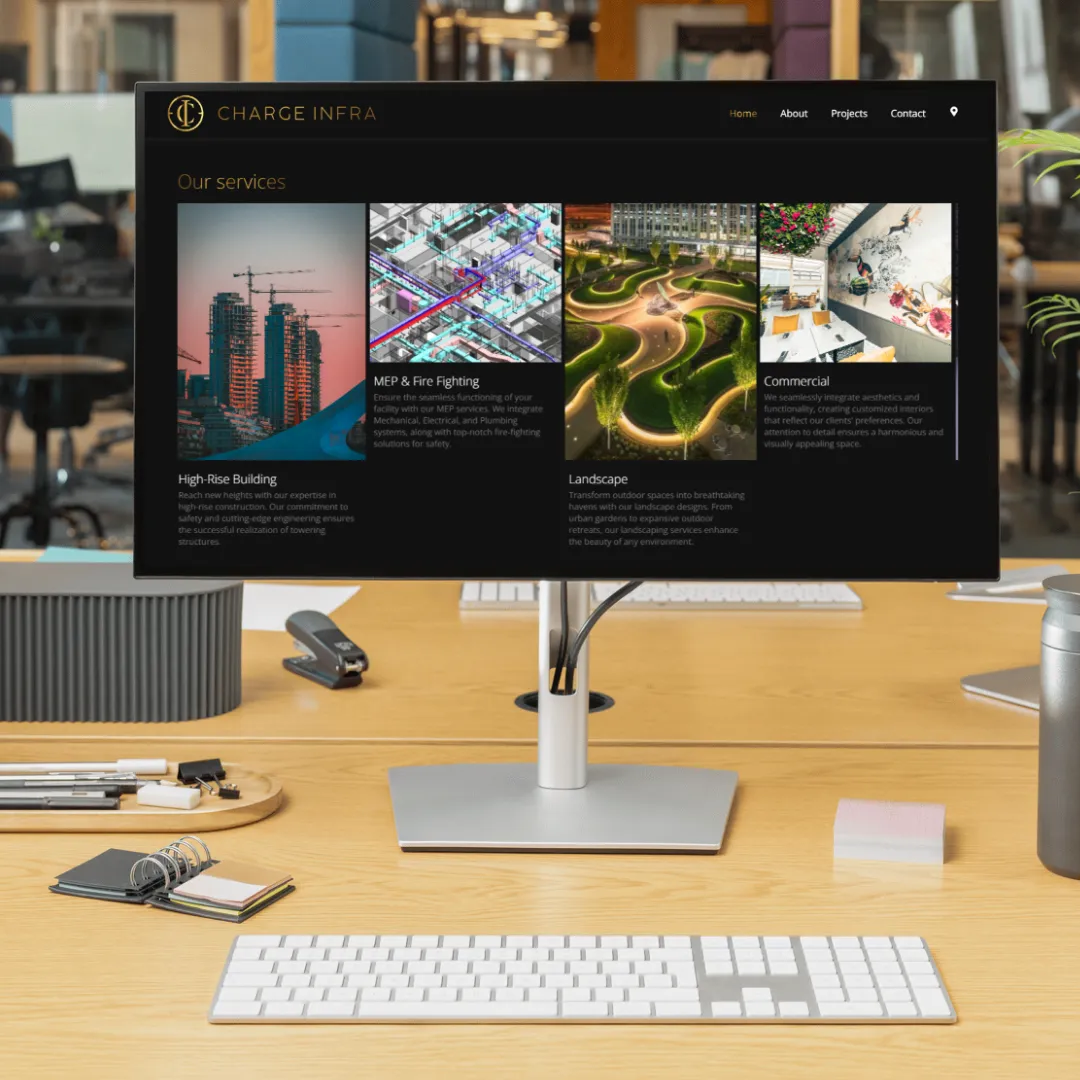 CHARGE INFRA
Home About Projects Contact
Our services
MEP & Fire Fighting
Ensure the seamless functioning of your
facility with our MEP services. We integrate
Mechanical, Electrical, and Plumbing
systems, along with top-notch fire-fighting
solutions for safety.
Commercial
We seamlessly integrate aesthetics and
functionality, creating customized interiors
that reflect our clients' preferences. Our
attention to detail ensures a harmonious and
visually appealing space.
High-Rise Building
Reach new heights with our expertise in
high-rise construction. Our commitment to
safety and cutting-edge engineering ensures
the successful realization of towering
structures.
Landscape
Transform outdoor spaces into breathtaking
havens with our landscape designs. From
urban gardens to expansive outdoor
retreats, our landscaping services enhance
the beauty of any environment.